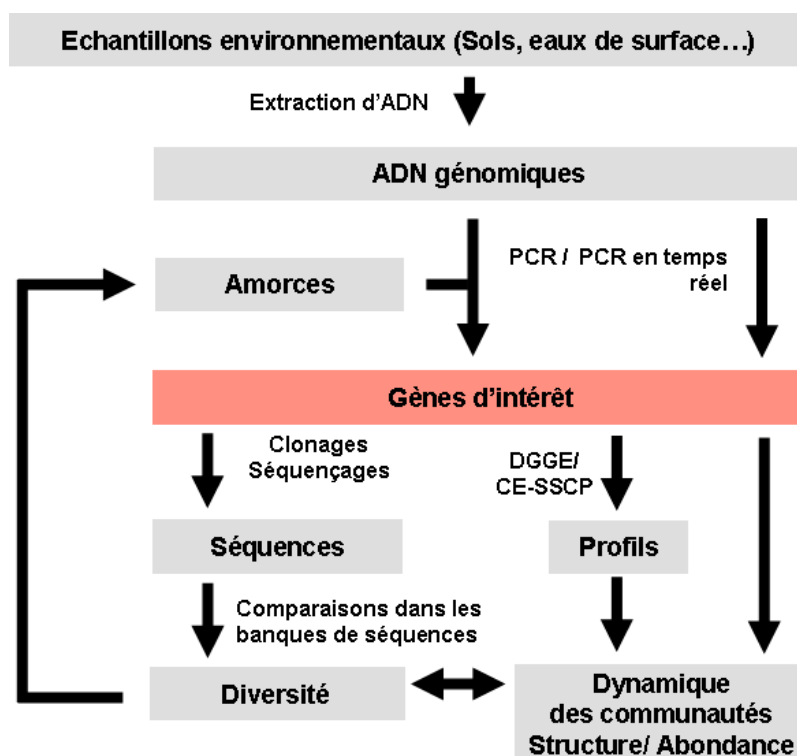 Echantillons environnementaux (Sols, eaux de surface…)
Extraction d’ADN
ADN génomiques
PCR / PCR en temps
réel
Amorces
Gènes d’intérêt
Clonages
Séquençages
DGGE/
CE-SSCP
Séquences
Profils
Comparaisons dans les
banques de séquences
Diversité
Dynamique
des communautés
Structure/ Abondance